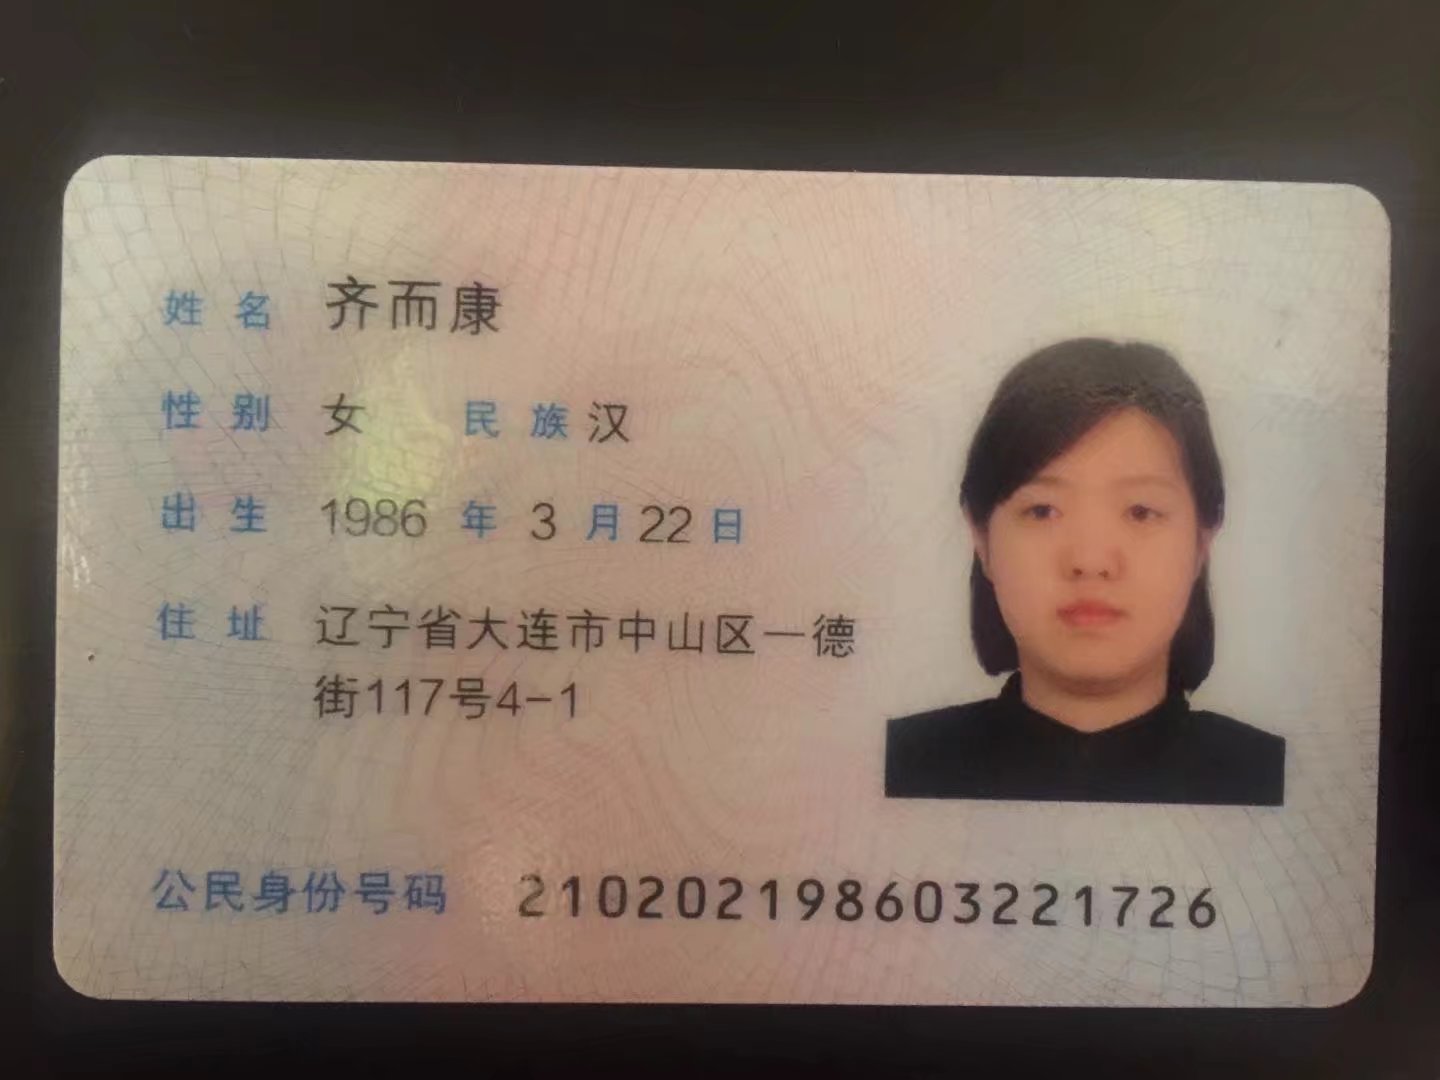 姓名 齐而康
性别 女 民族 汉
出生 1986 年 3 月 22 日
住址 辽宁省大连市中山区一德
街117号4-1
公民身份号码 210202198603221726